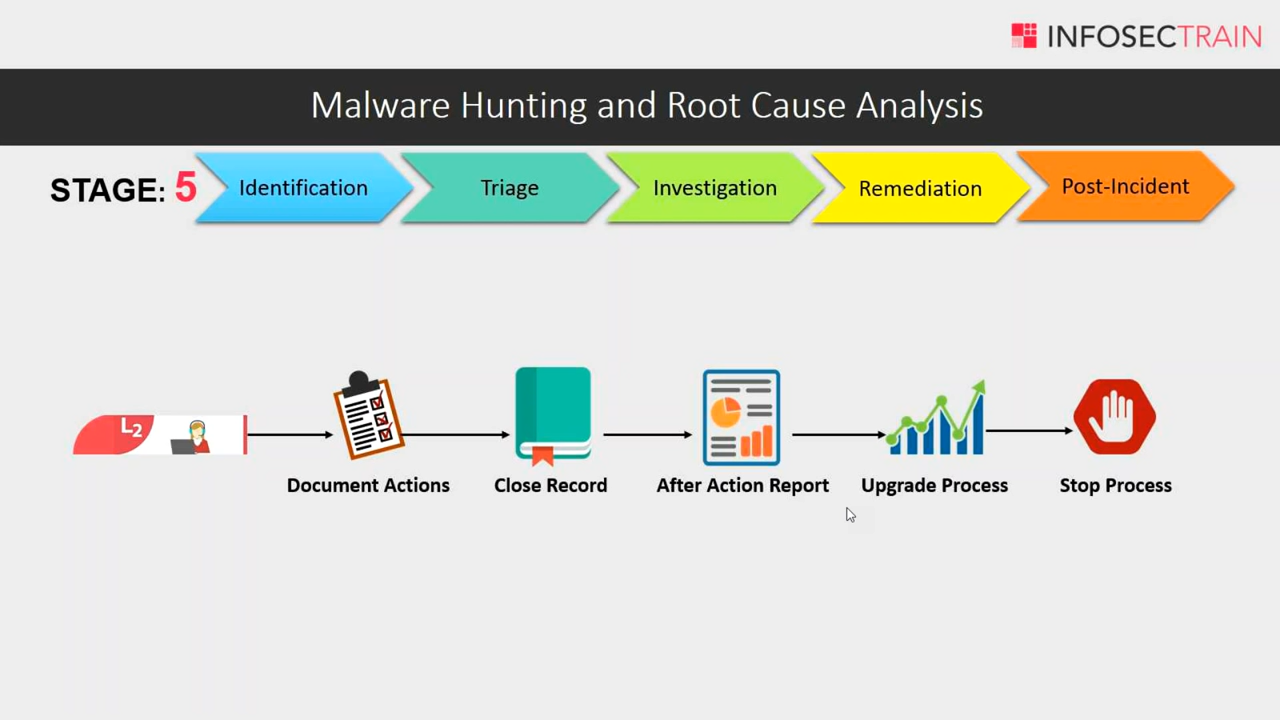 INFOSECTRAIN
Malware Hunting and Root Cause Analysis
STAGE: 5
Identification
Triage
Investigation
Remediation
Post-Incident
L2
Document Actions
Close Record
After Action Report
Upgrade Process
Stop Process